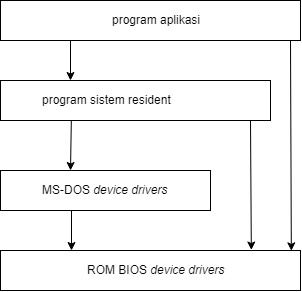 program aplikasi
program sistem resident
MS-DOS device drivers
ROM BIOS device drivers